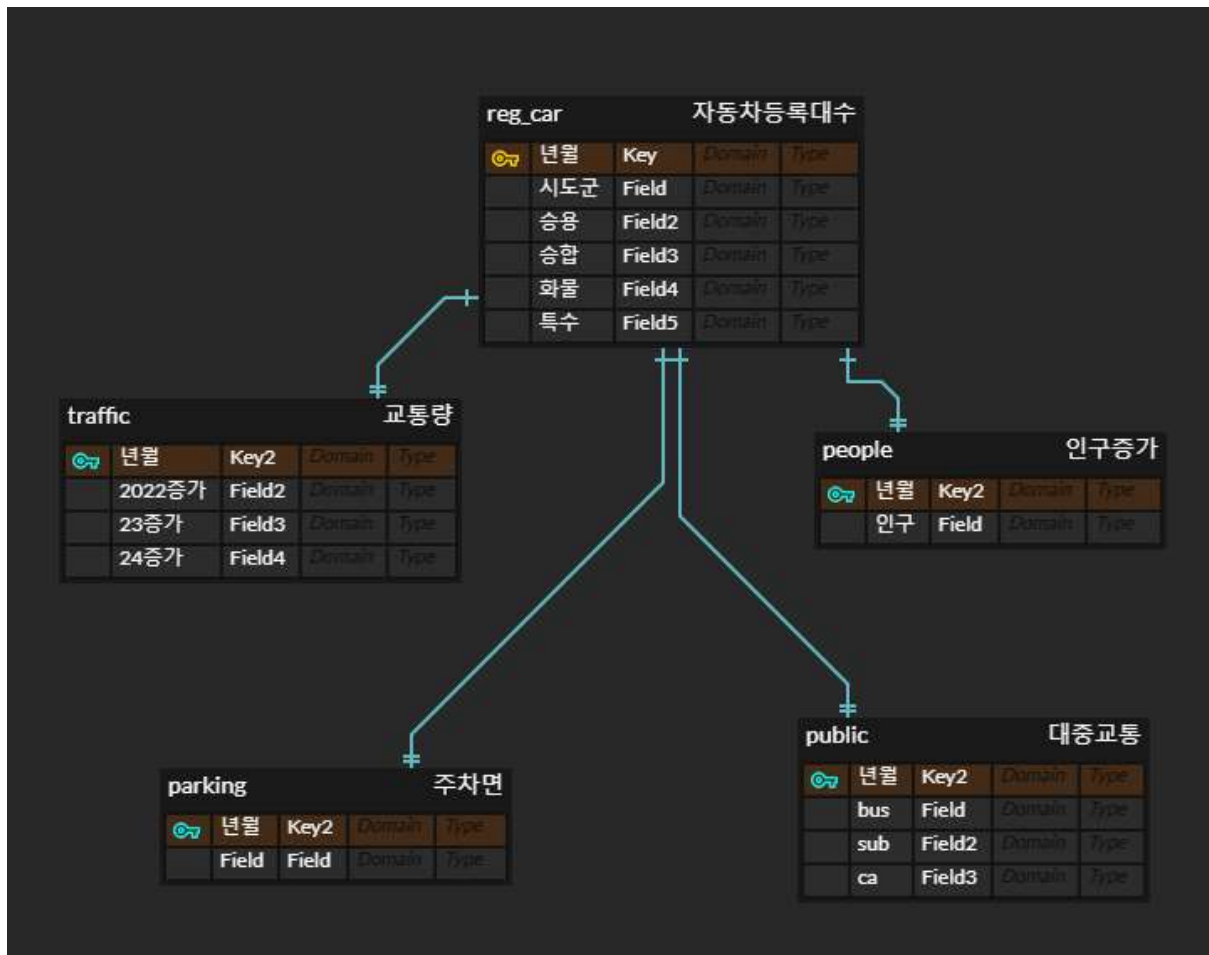 reg_car 자동차등록대수
년월 Key Domain Type
시도군 Field Domain Type
승용 Field2 Domain Type
승합 Field3 Domain Type
화물 Field4 Domain Type
특수 Field5 Domain Type
traffic 교통량
년월 Key2 Domain Type
2022증가 Field2 Domain Type
23증가 Field3 Domain Type
24증가 Field4 Domain Type
people 인구증가
년월 Key2 Domain Type
인구 Field Domain Type
parking 주차면
년월 Key2 Domain Type
Field Field Domain Type
public 대중교통
년월 Key2 Domain Type
bus Field Domain Type
sub Field2 Domain Type
ca Field3 Domain Type